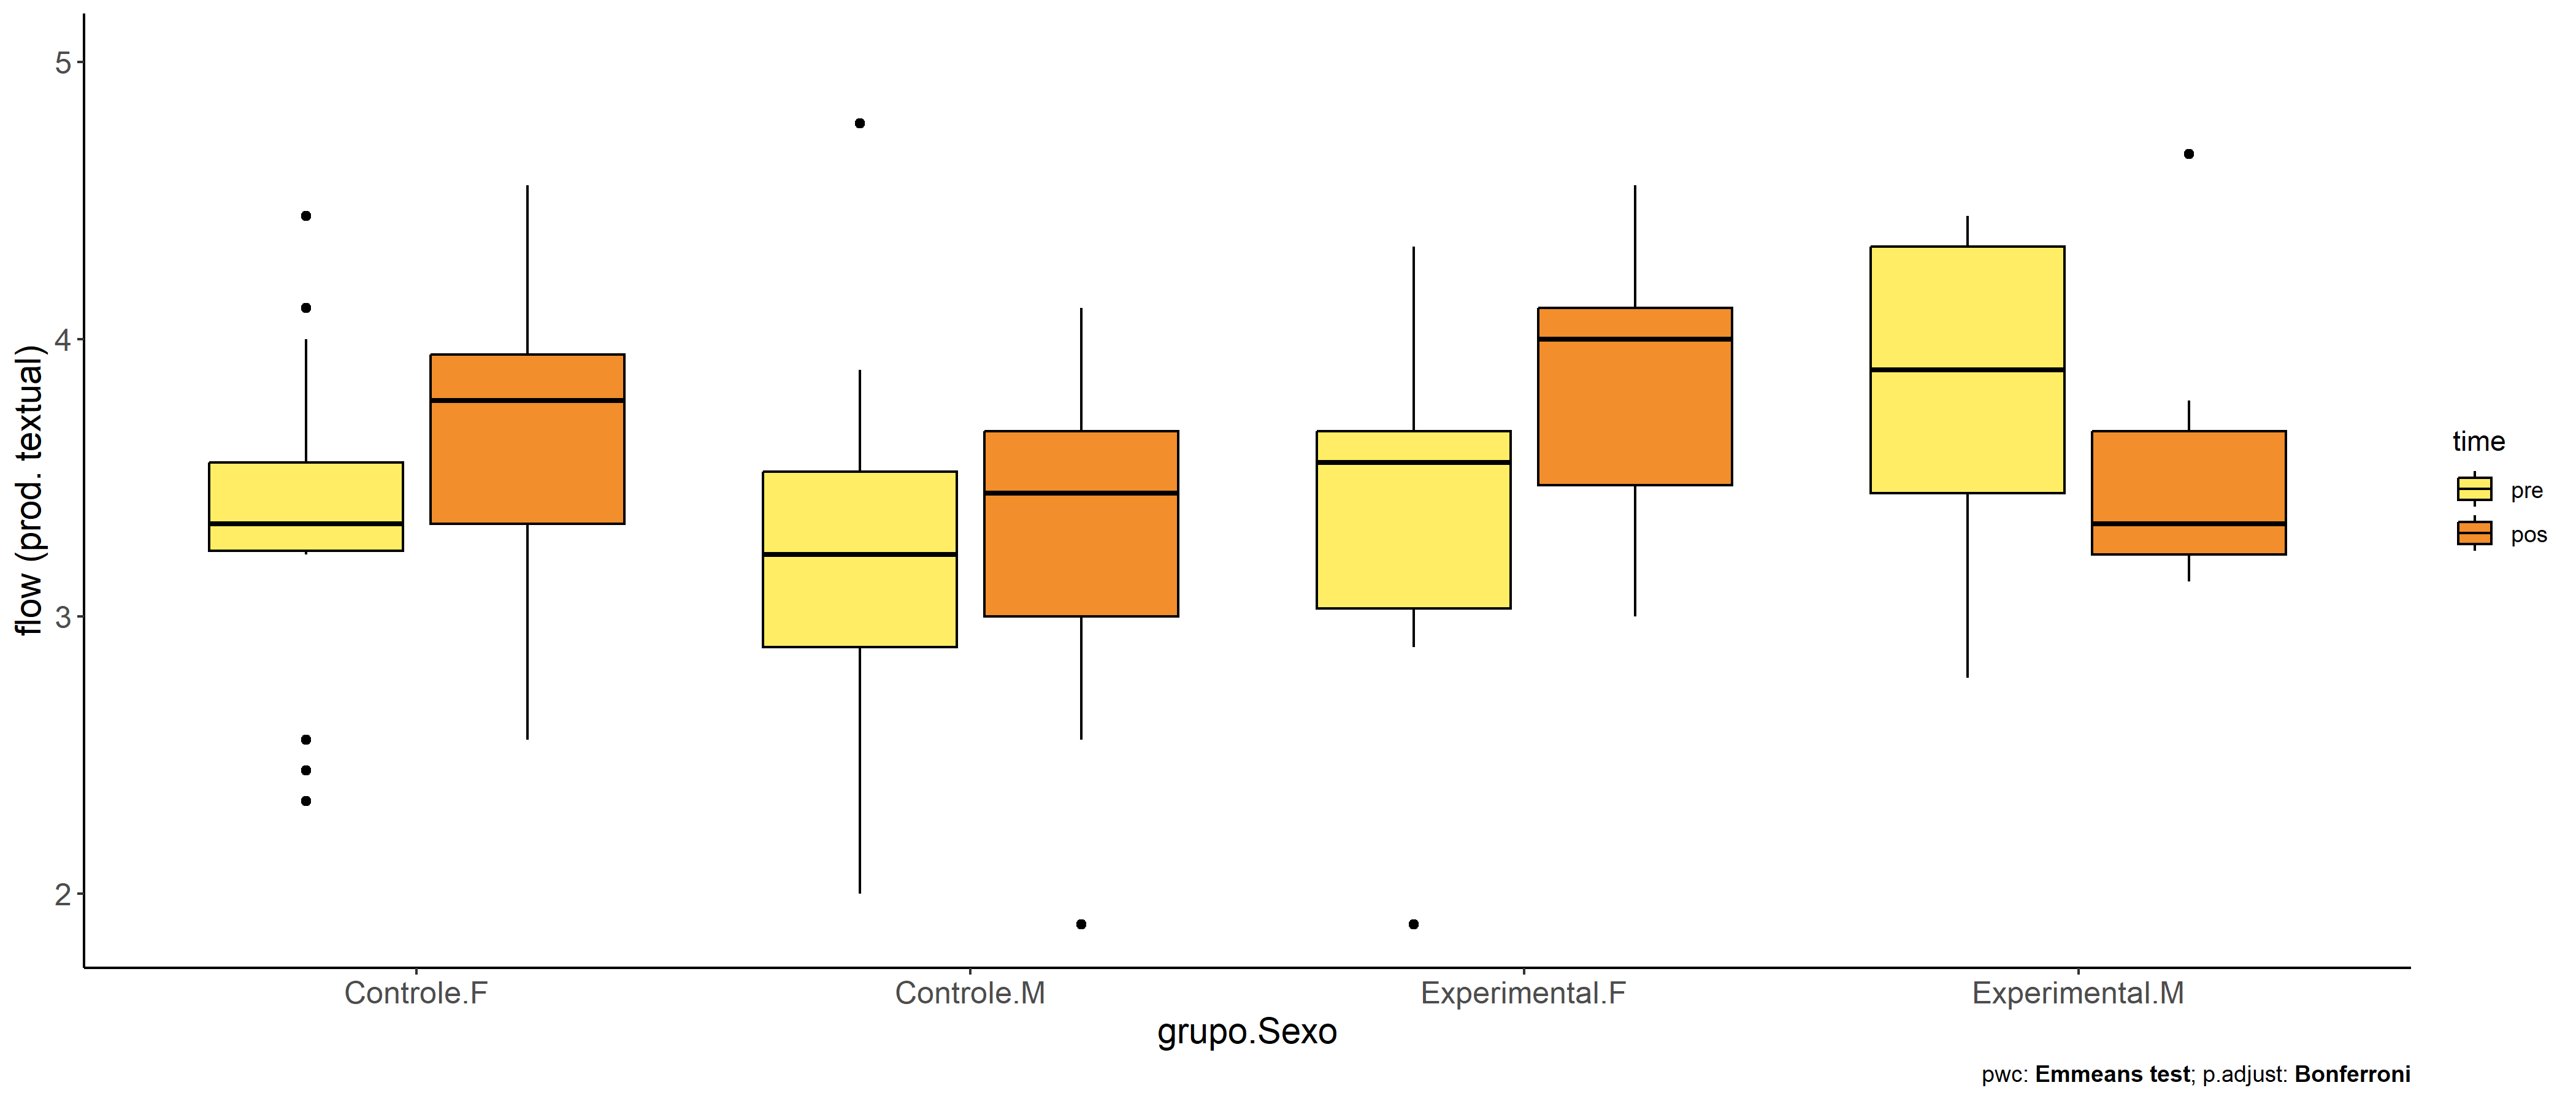 flow (prod. textual)
5
4
3
2
Controle.F
Controle.M
Experimental.F
Experimental.M
grupo.Sexo
time
pre
pos
pwc: Emmeans test; p.adjust: Bonferroni